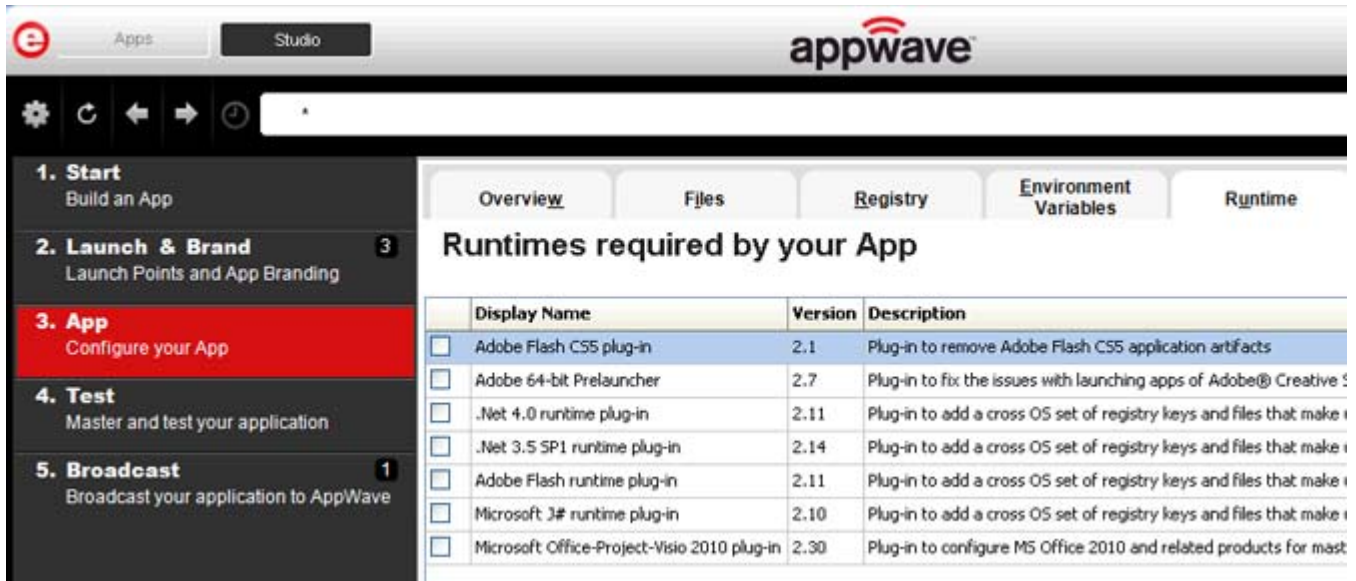 e Apps Studio appwave™
*
1. Start
Build an App
2. Launch & Brand 3
Launch Points and App Branding
3. App
Configure your App
4. Test
Master and test your application
5. Broadcast 1
Broadcast your application to AppWave
Overview Files Registry Environment Variables Runtime
Runtimes required by your App
Display Name Version Description
Adobe Flash CS5 plug-in 2.1 Plug-in to remove Adobe Flash CS5 application artifacts
Adobe 64-bit Prelauncher 2.7 Plug-in to fix the issues with launching apps of Adobe® Creative S
.Net 4.0 runtime plug-in 2.11 Plug-in to add a cross OS set of registry keys and files that make
.Net 3.5 SP1 runtime plug-in 2.14 Plug-in to add a cross OS set of registry keys and files that make
Adobe Flash runtime plug-in 2.11 Plug-in to add a cross OS set of registry keys and files that make
Microsoft J# runtime plug-in 2.10 Plug-in to add a cross OS set of registry keys and files that make
Microsoft Office-Project-Visio 2010 plug-in 2.30 Plug-in to configure MS Office 2010 and related products for mast